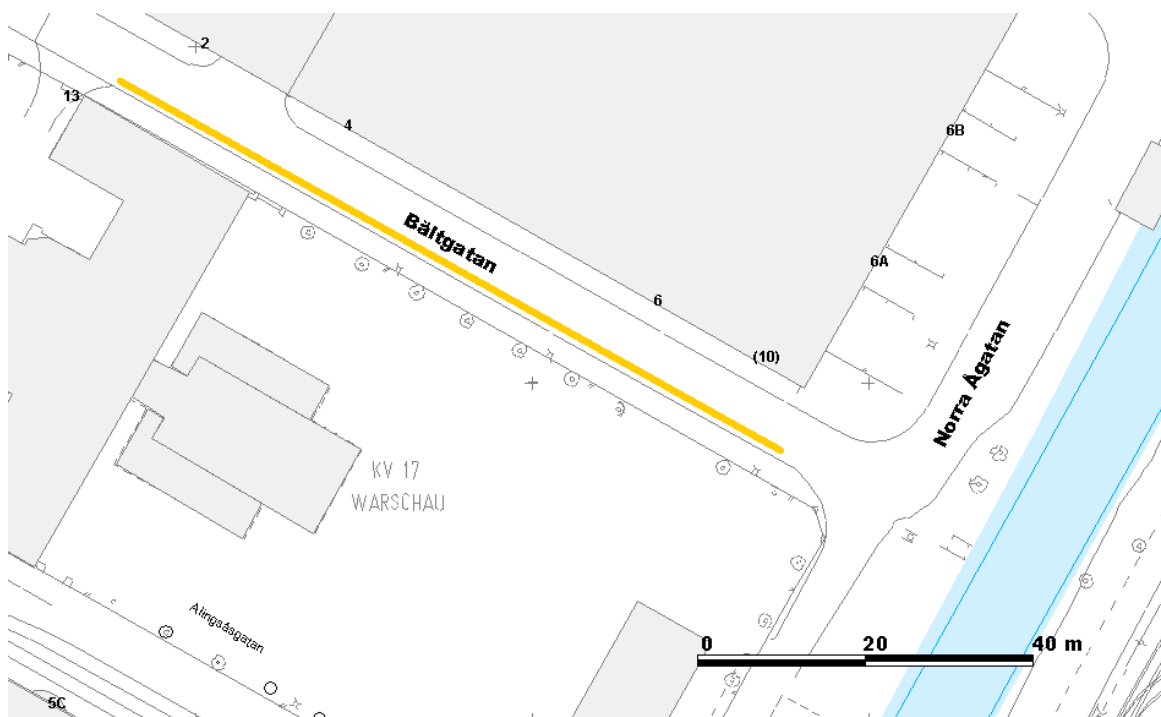 2
13
4
6B
Bältgatan
6A
6
(10)
Norra Ågatan
KV 17
WARSCHAU
Alingsåsgatan
0 20 40 m
5C